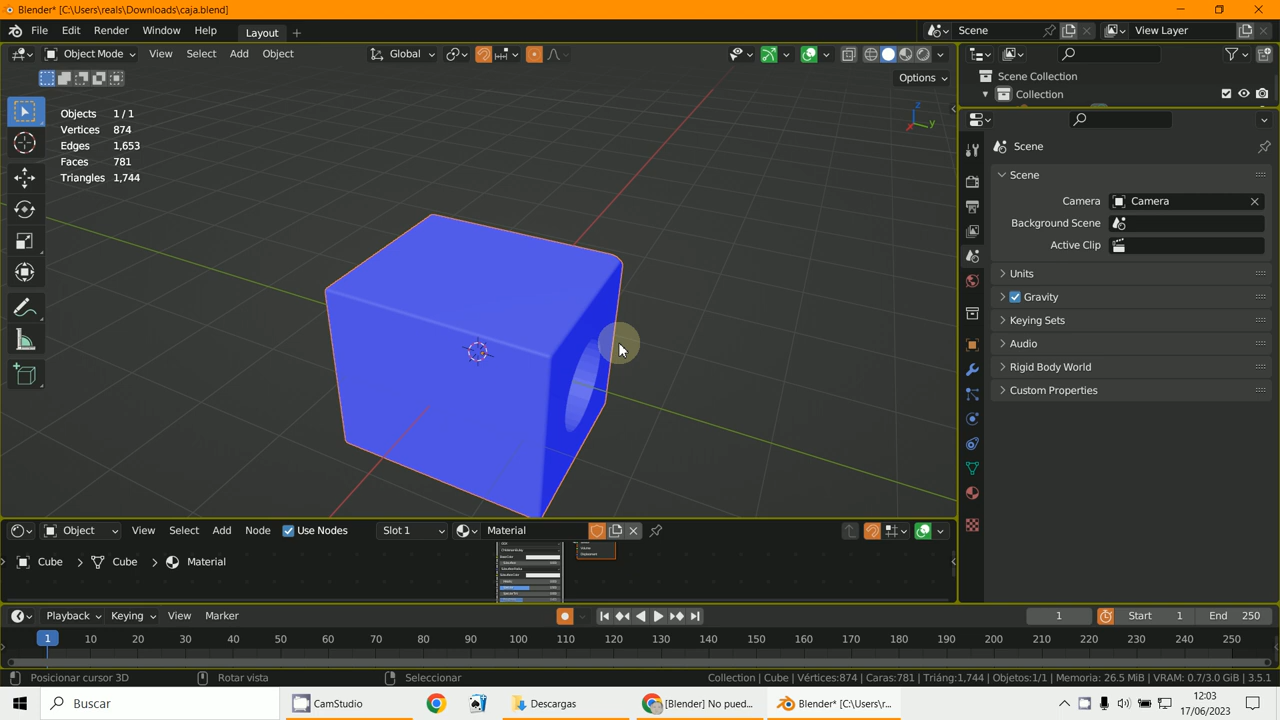 Blender* [C:\Users\reals\Downloads\caja.blend]
File Edit Render Window Help Layout + Scene View Layer
Object Mode View Select Add Object Global
Options
Objects 1 / 1
Vertices 874
Edges 1,653
Faces 781
Triangles 1,744
Z
Y
X
Scene Collection
Collection
Scene
Scene
Camera Camera
Background Scene
Active Clip
Units
Gravity
Keying Sets
Audio
Rigid Body World
Custom Properties
Object View Select Add Node Use Nodes Slot 1 Material
Cube > Cube > Material
Playback Keying View Marker 1 Start 1 End 250
1 10 20 30 40 50 60 70 80 90 100 110 120 130 140 150 160 170 180 190 200 210 220 230 240 250
Posicionar cursor 3D Rotar vista Seleccionar Collection | Cube | Vértices:874 | Caras:781 | Triáng:1,744 | Objetos:1/1 | Memoria: 26.5 MiB | VRAM: 0.7/3.0 GiB | 3.5.1
Buscar CamStudio Descargas [Blender] No pued... Blender* [C:\Users\r... 12:03
17/06/2023